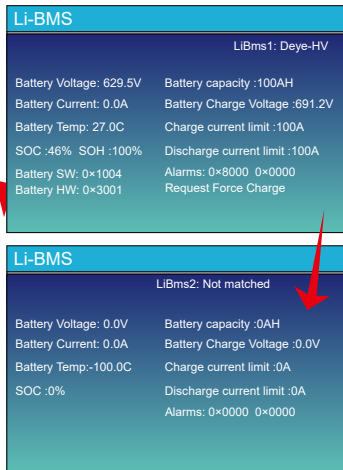 Li-BMS
LiBms1: Deye-HV
Battery Voltage: 629.5V Battery capacity :100AH
Battery Current: 0.0A Battery Charge Voltage :691.2V
Battery Temp: 27.0C Charge current limit :100A
SOC :46% SOH :100% Discharge current limit :100A
Battery SW: 0×1004 Alarms: 0×8000 0×0000
Battery HW: 0×3001 Request Force Charge
Li-BMS
LiBms2: Not matched
Battery Voltage: 0.0V Battery capacity :0AH
Battery Current: 0.0A Battery Charge Voltage :0.0V
Battery Temp:-100.0C Charge current limit :0A
SOC :0% Discharge current limit :0A
Alarms: 0×0000 0×0000